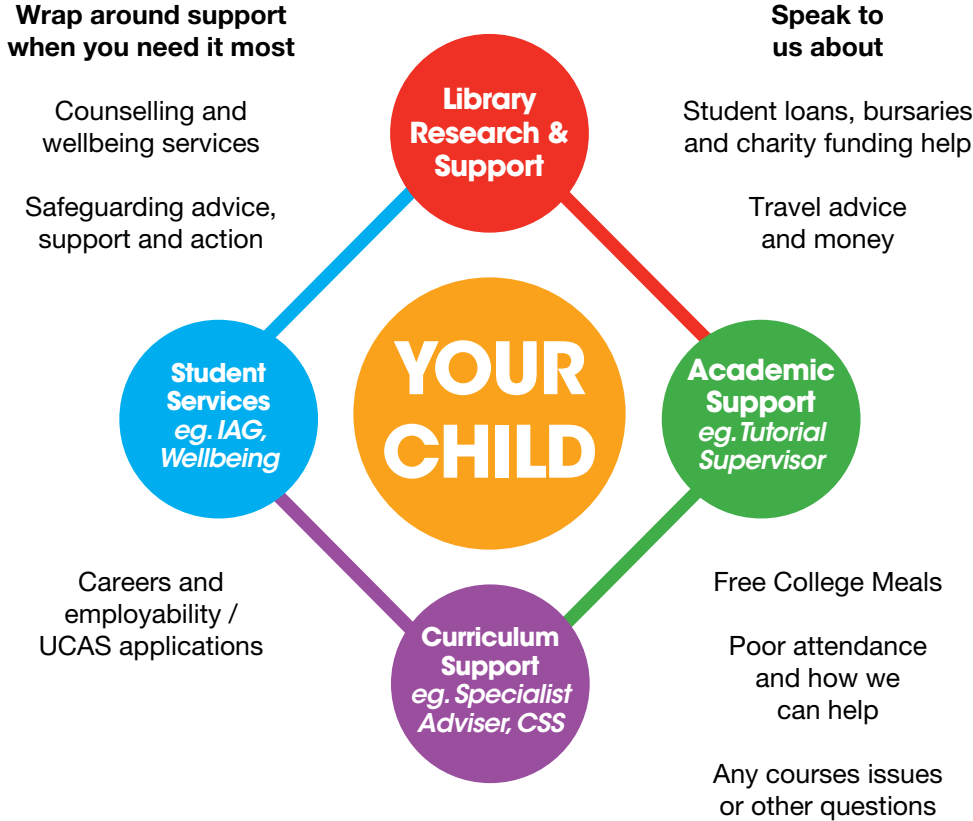 Wrap around support
when you need it most
Counselling and
wellbeing services
Safeguarding advice,
support and action
Speak to
us about
Student loans, bursaries
and charity funding help
Travel advice
and money
Library
Research &
Support
Student
Services
eg. IAG,
Wellbeing
YOUR
CHILD
Academic
Support
eg. Tutorial
Supervisor
Careers and
employability /
UCAS applications
Curriculum
Support
eg. Specialist
Adviser, CSS
Free College Meals
Poor attendance
and how we
can help
Any courses issues
or other questions